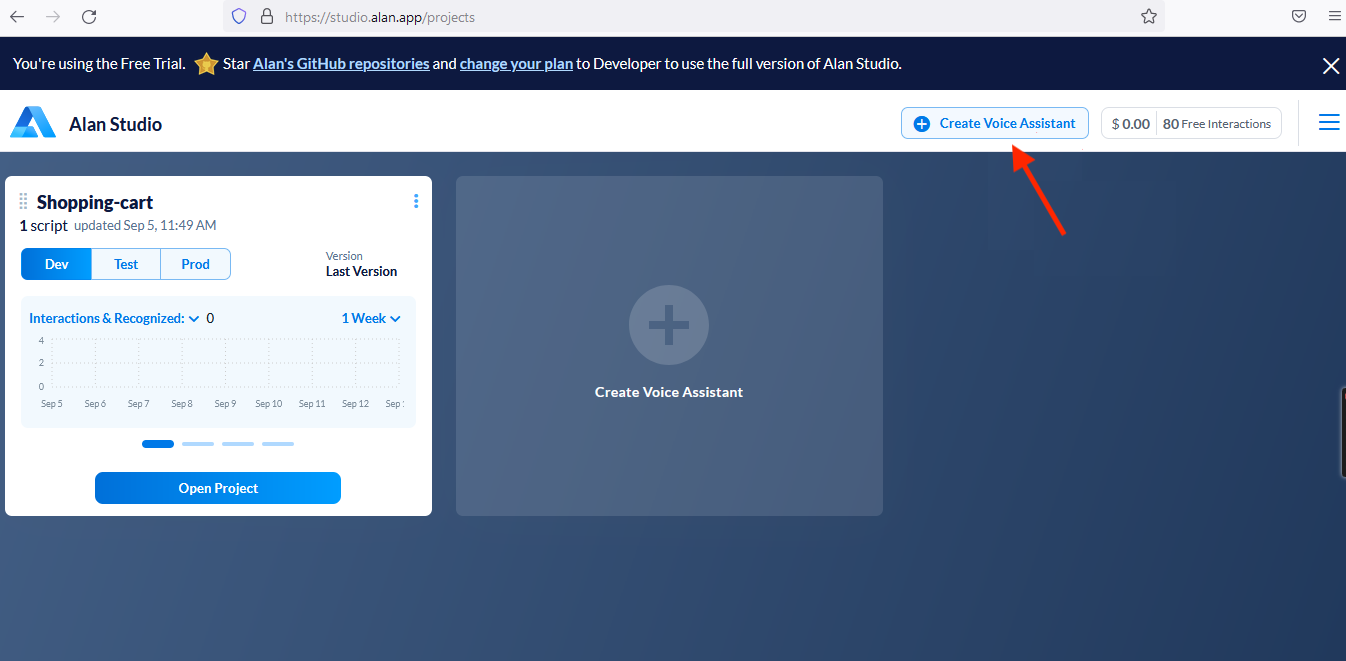 https://studio.alan.app/projects
You're using the Free Trial. Star Alan's GitHub repositories and change your plan to Developer to use the full version of Alan Studio.
Alan Studio
Create Voice Assistant
$ 0.00 80 Free Interactions
Shopping-cart
1 script updated Sep 5, 11:49 AM
Dev Test Prod
Version
Last Version
Interactions & Recognized: 0 1 Week
4
2
0
Sep 5 Sep 6 Sep 7 Sep 8 Sep 9 Sep 10 Sep 11 Sep 12 Sep
Open Project
Create Voice Assistant